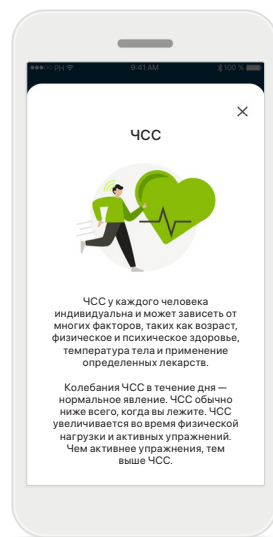 PH 9:41 AM 100 %
ЧСС
ЧСС у каждого человека
индивидуальна и может зависеть от
многих факторов, таких как возраст,
физическое и психическое здоровье,
температура тела и применение
определенных лекарств.
Колебания ЧСС в течение дня —
нормальное явление. ЧСС обычно
ниже всего, когда вы лежите. ЧСС
увеличивается во время физической
нагрузки и активных упражнений.
Чем активнее упражнения, тем
выше ЧСС.